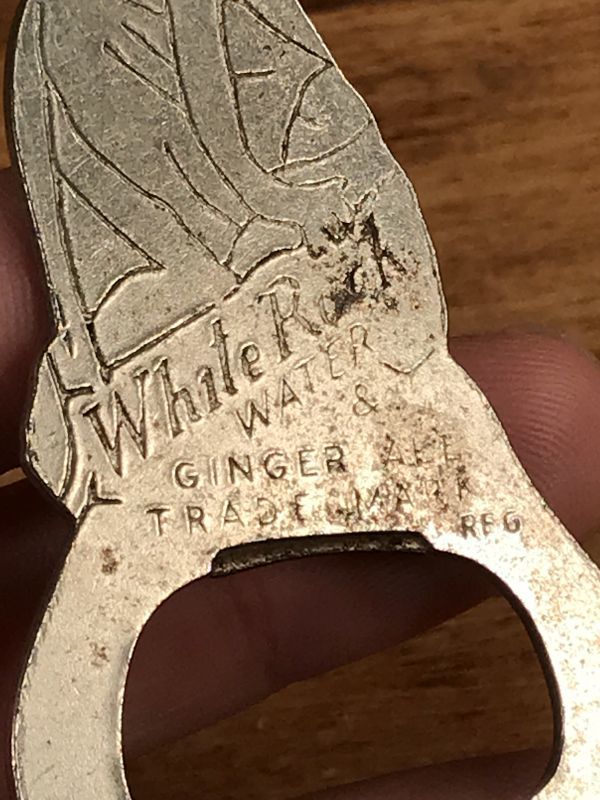 White Rock
WATER
&
GINGER ALE
TRADE MARK
REG